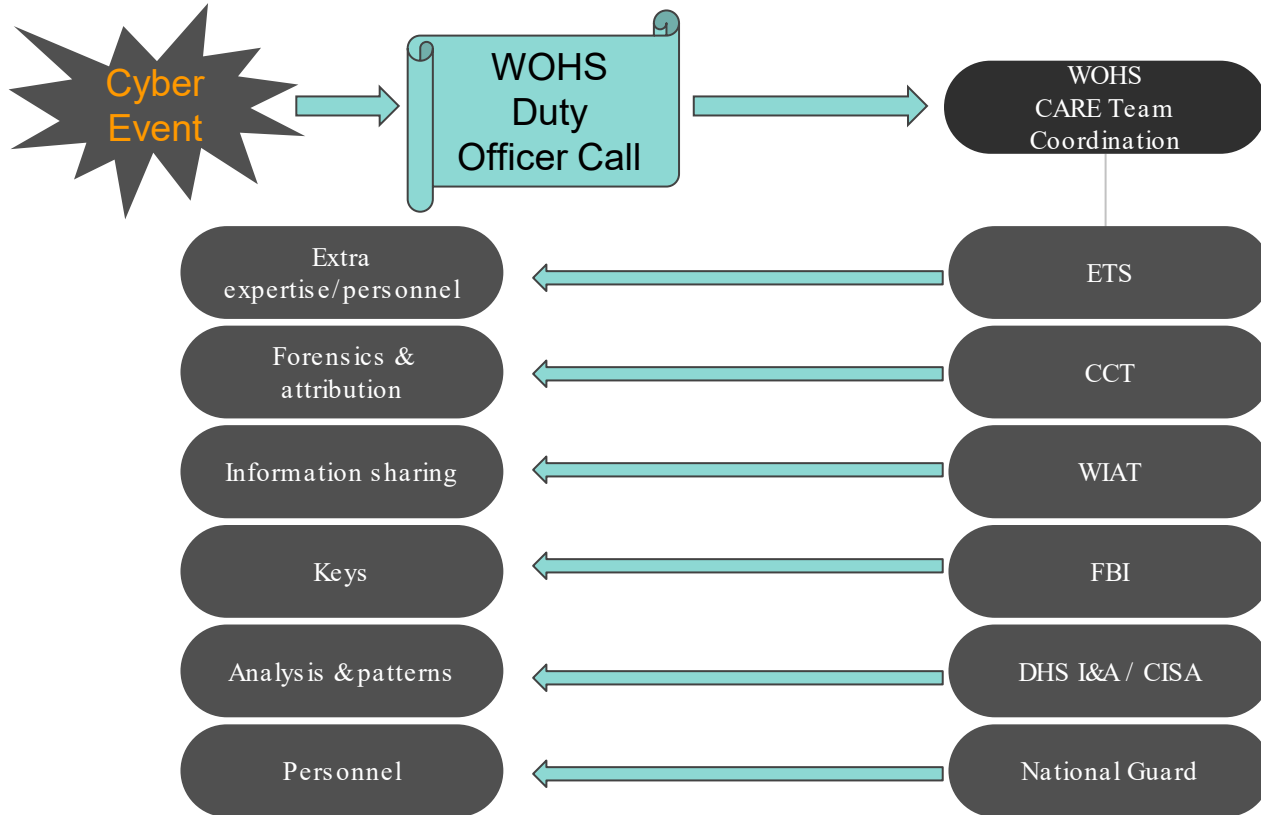 Cyber
Event
WOHS
Duty
Officer Call
WOHS
CARE Team
Coordination
Extra
expertise/personnel
ETS
Forensics &
attribution
CCT
Information sharing
WIAT
Keys
FBI
Analysis & patterns
DHS I&A / CISA
Personnel
National Guard